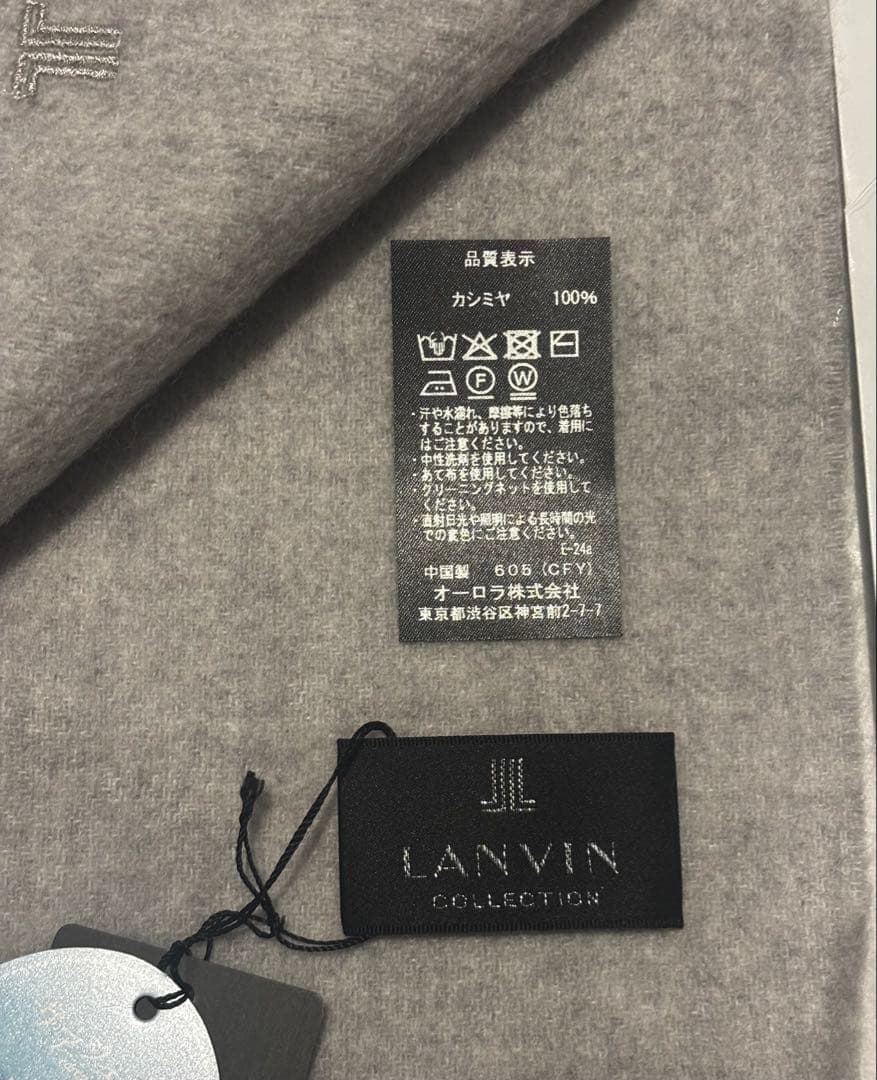 品質表示
カシミヤ 100%
F W
・汗や水濡れ、摩擦等により色落ち
することがありますので、着用に
はご注意ください。
・中性洗剤を使用してください。
・あて布を使用してください。
・クリーニングネットを使用して
ください。
・直射日光や照明による長時間の光
での変色にご注意ください。
E-24a
中国製 605 (CFY)
オーロラ株式会社
東京都渋谷区神宮前2-7-7
LANVIN
COLLECTION